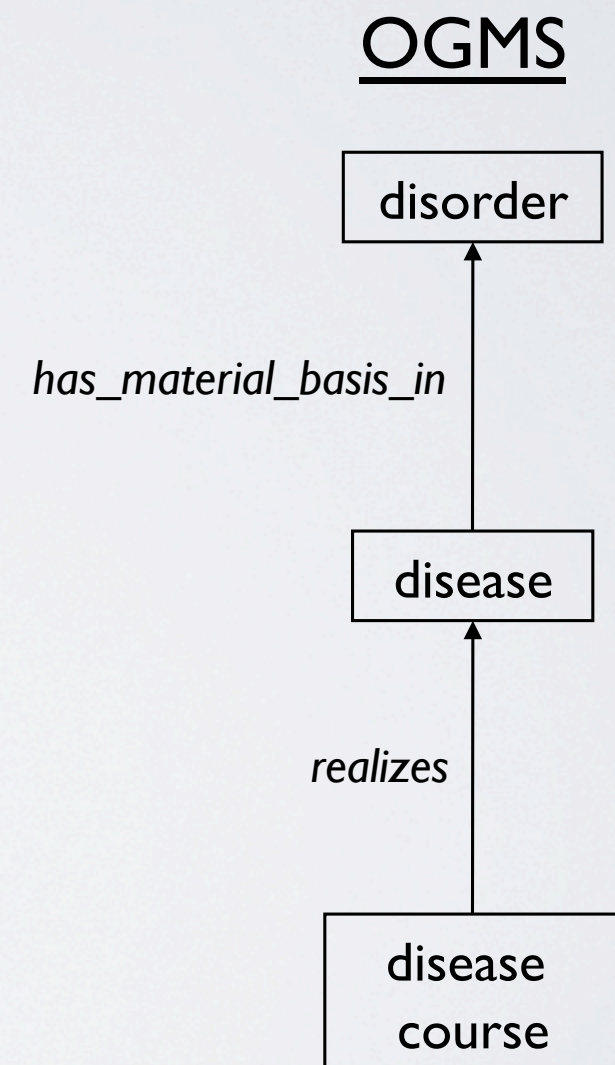 OGMS
disorder
has_material_basis_in
disease
realizes
disease
course